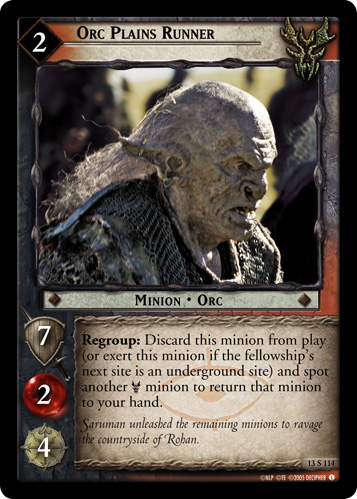 2
Orc Plains Runner
Minion • Orc
7
2
4
Regroup: Discard this minion from play
(or exert this minion if the fellowship's
next site is an underground site) and spot
another minion to return that minion
to your hand.
Saruman unleashed the remaining minions to ravage
the countryside of Rohan.
13 S 114
©NLP ©TE ©2005 DECIPHER